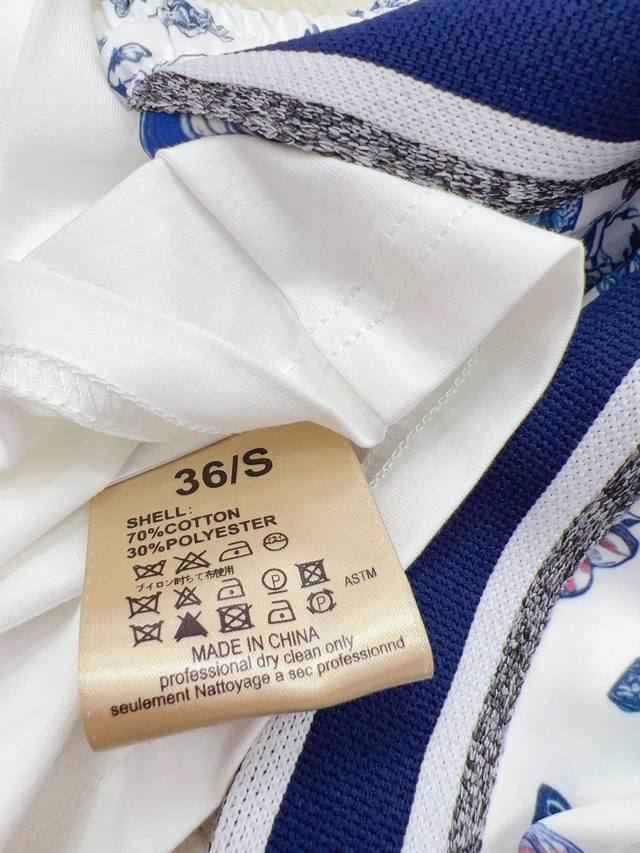 36/S
SHELL:
70%COTTON
30%POLYESTER
P
ASTM
P
MADE IN CHINA
professional dry clean only
seulement Nattoyage a sec professionnd